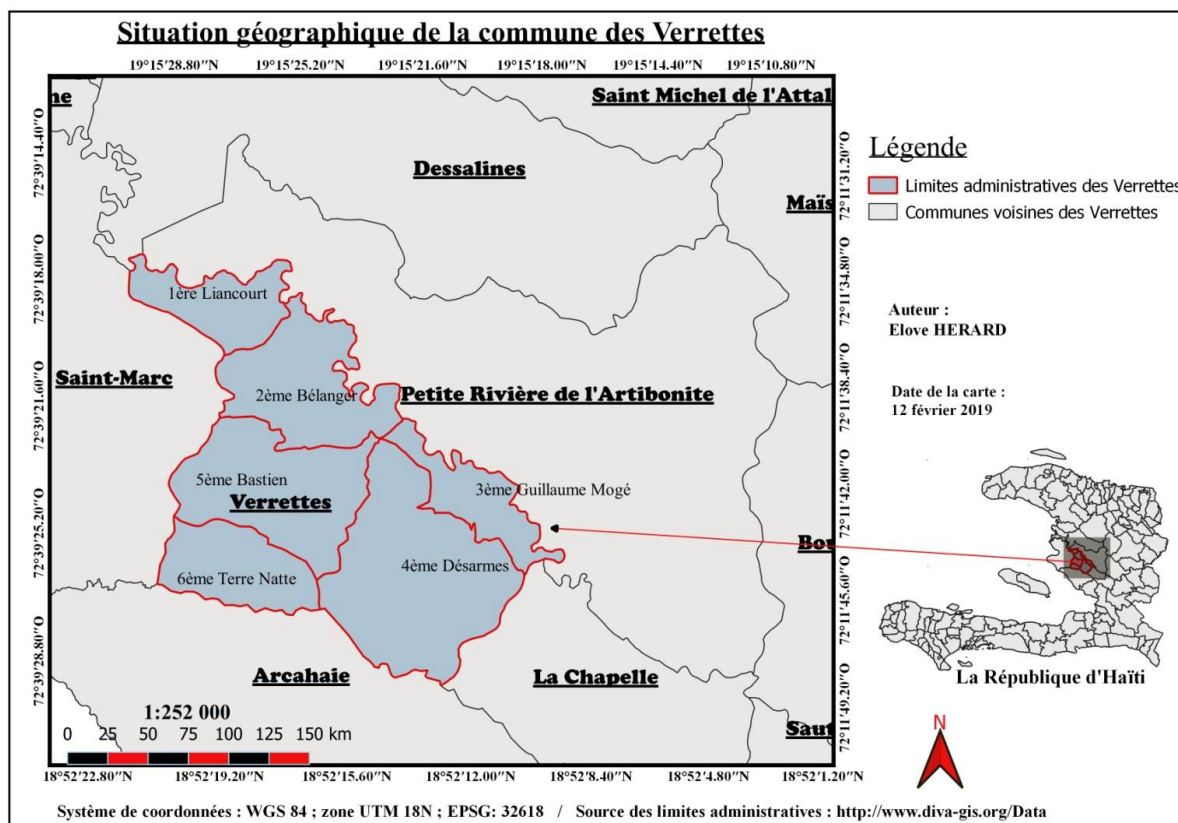 Situation géographique de la commune des Verrettes
19°15'28.80"N 19°15'25.20"N 19°15'21.60"N 19°15'18.00"N 19°15'14.40"N 19°15'10.80"N
72°39'14.40"O
72°39'18.00"O
72°39'21.60"O
72°39'25.20"O
72°39'28.80"O
ne
Saint Michel de l'Attal
Dessalines
Maïs
1ère Liancourt
Saint-Marc
2ème Bélanger
Petite Rivière de l'Artibonite
5ème Bastien
3ème Guillaume Mogé
Verrettes
Bou
6ème Terre Natte
4ème Désarmes
Arcahaie
La Chapelle
Saut
1:252 000
0 25 50 75 100 125 150 km
72°11'31.20"O
72°11'34.80"O
72°11'38.40"O
72°11'42.00"O
72°11'45.60"O
72°11'49.20"O
18°52'22.80"N 18°52'19.20"N 18°52'15.60"N 18°52'12.00"N 18°52'8.40"N 18°52'4.80"N 18°52'1.20"N
Légende
Limites administratives des Verrettes
Communes voisines des Verrettes
Auteur :
Elove HERARD
Date de la carte :
12 février 2019
La République d'Haïti
N
Système de coordonnées : WGS 84 ; zone UTM 18N ; EPSG: 32618 / Source des limites administratives : http://www.diva-gis.org/Data